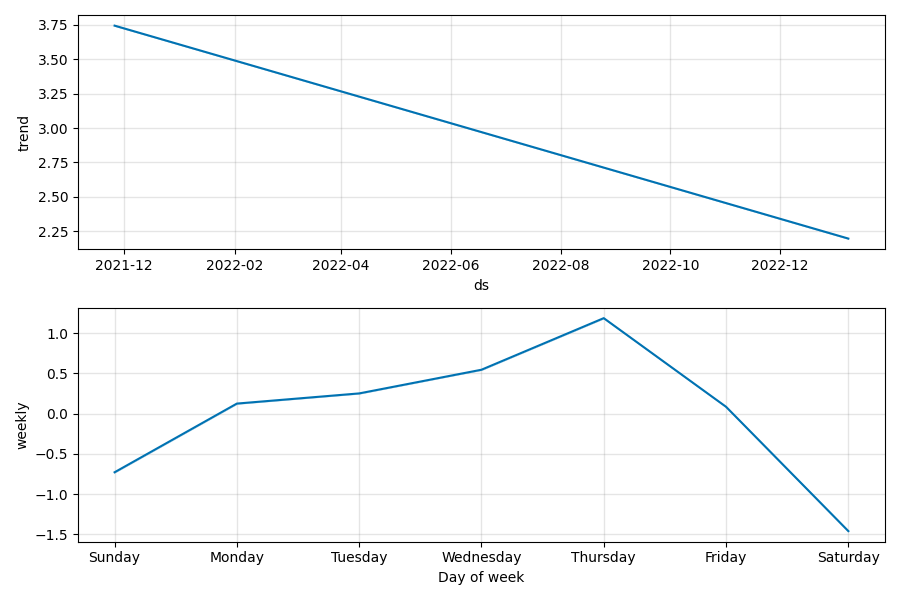 3.75
3.50
3.25
3.00
2.75
2.50
2.25
trend
2021-12 2022-02 2022-04 2022-06 2022-08 2022-10 2022-12
ds
1.0
0.5
0.0
−0.5
−1.0
−1.5
weekly
Sunday Monday Tuesday Wednesday Thursday Friday Saturday
Day of week